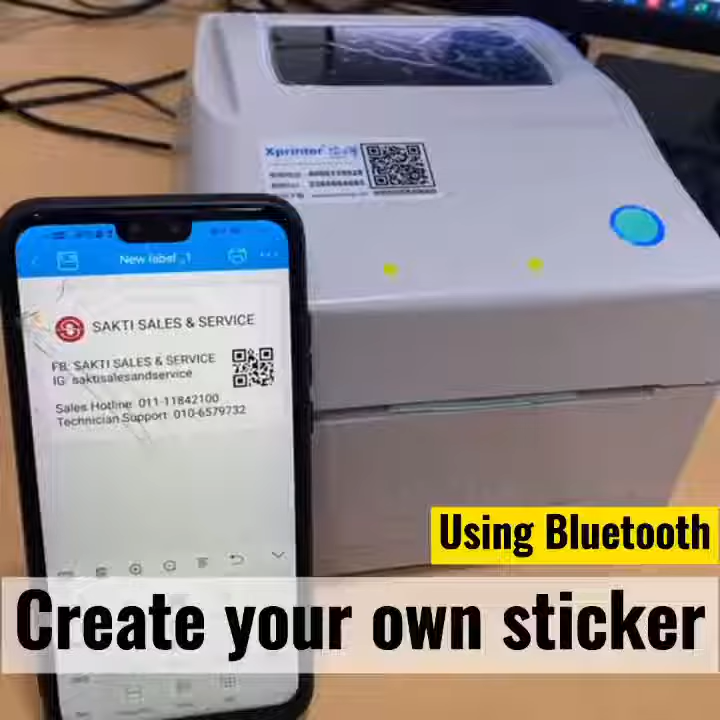 Xprinter
New label_1
SAKTI SALES & SERVICE
FB: SAKTI SALES & SERVICE
IG: saktisalesandservice
Sales Hotline: 011-11842100
Technician Support: 010-6579732
Using Bluetooth
Create your own sticker